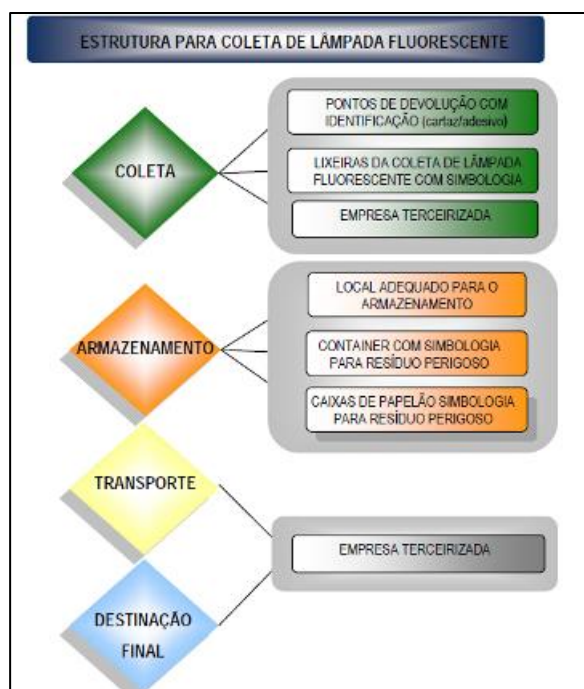 ESTRUTURA PARA COLETA DE LÂMPADA FLUORESCENTE
COLETA
PONTOS DE DEVOLUÇÃO COM
IDENTIFICAÇÃO (cartaz/adesivo)
LIXEIRAS DA COLETA DE LÂMPADA
FLUORESCENTE COM SIMBOLOGIA
EMPRESA TERCEIRIZADA
ARMAZENAMENTO
LOCAL ADEQUADO PARA O
ARMAZENAMENTO
CONTAINER COM SIMBOLOGIA
PARA RESÍDUO PERIGOSO
CAIXAS DE PAPELÃO SIMBOLOGIA
PARA RESÍDUO PERIGOSO
TRANSPORTE
EMPRESA TERCEIRIZADA
DESTINAÇÃO
FINAL